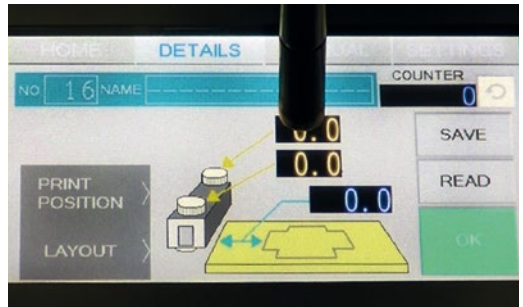 HOME DETAILS SETTINGS
NO 16 NAME
COUNTER
0
0.0
0.0
0.0
SAVE
READ
OK
PRINT
POSITION
LAYOUT